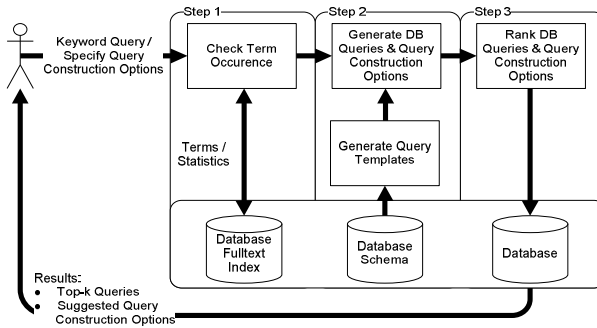 Step 1
Step 2
Step 3
Keyword Query /
Specify Query
Construction Options
Check Term
Occurence
Generate DB
Queries & Query
Construction
Options
Rank DB
Queries & Query
Construction
Options
Terms /
Statistics
Generate Query
Templates
Database
Fulltext
Index
Database
Schema
Database
Results:
• Top-k Queries
• Suggested Query
Construction Options